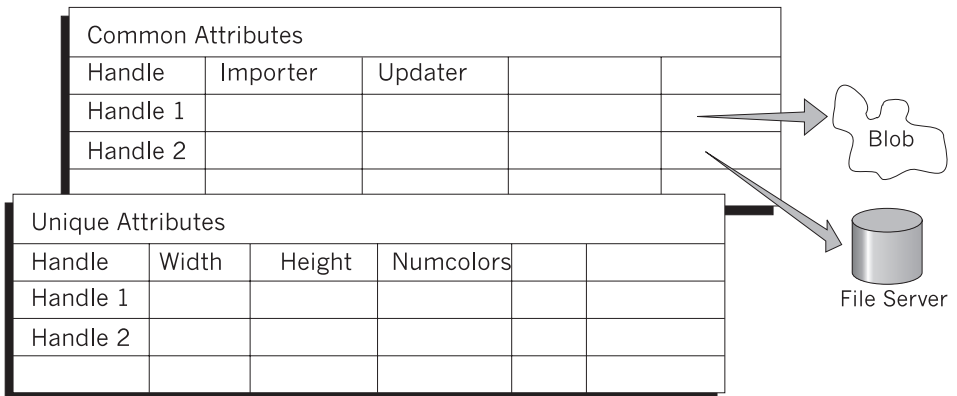 Common Attributes
Handle Importer Updater
Handle 1
Handle 2
Blob
Unique Attributes
Handle Width Height Numcolors
Handle 1
Handle 2
File Server